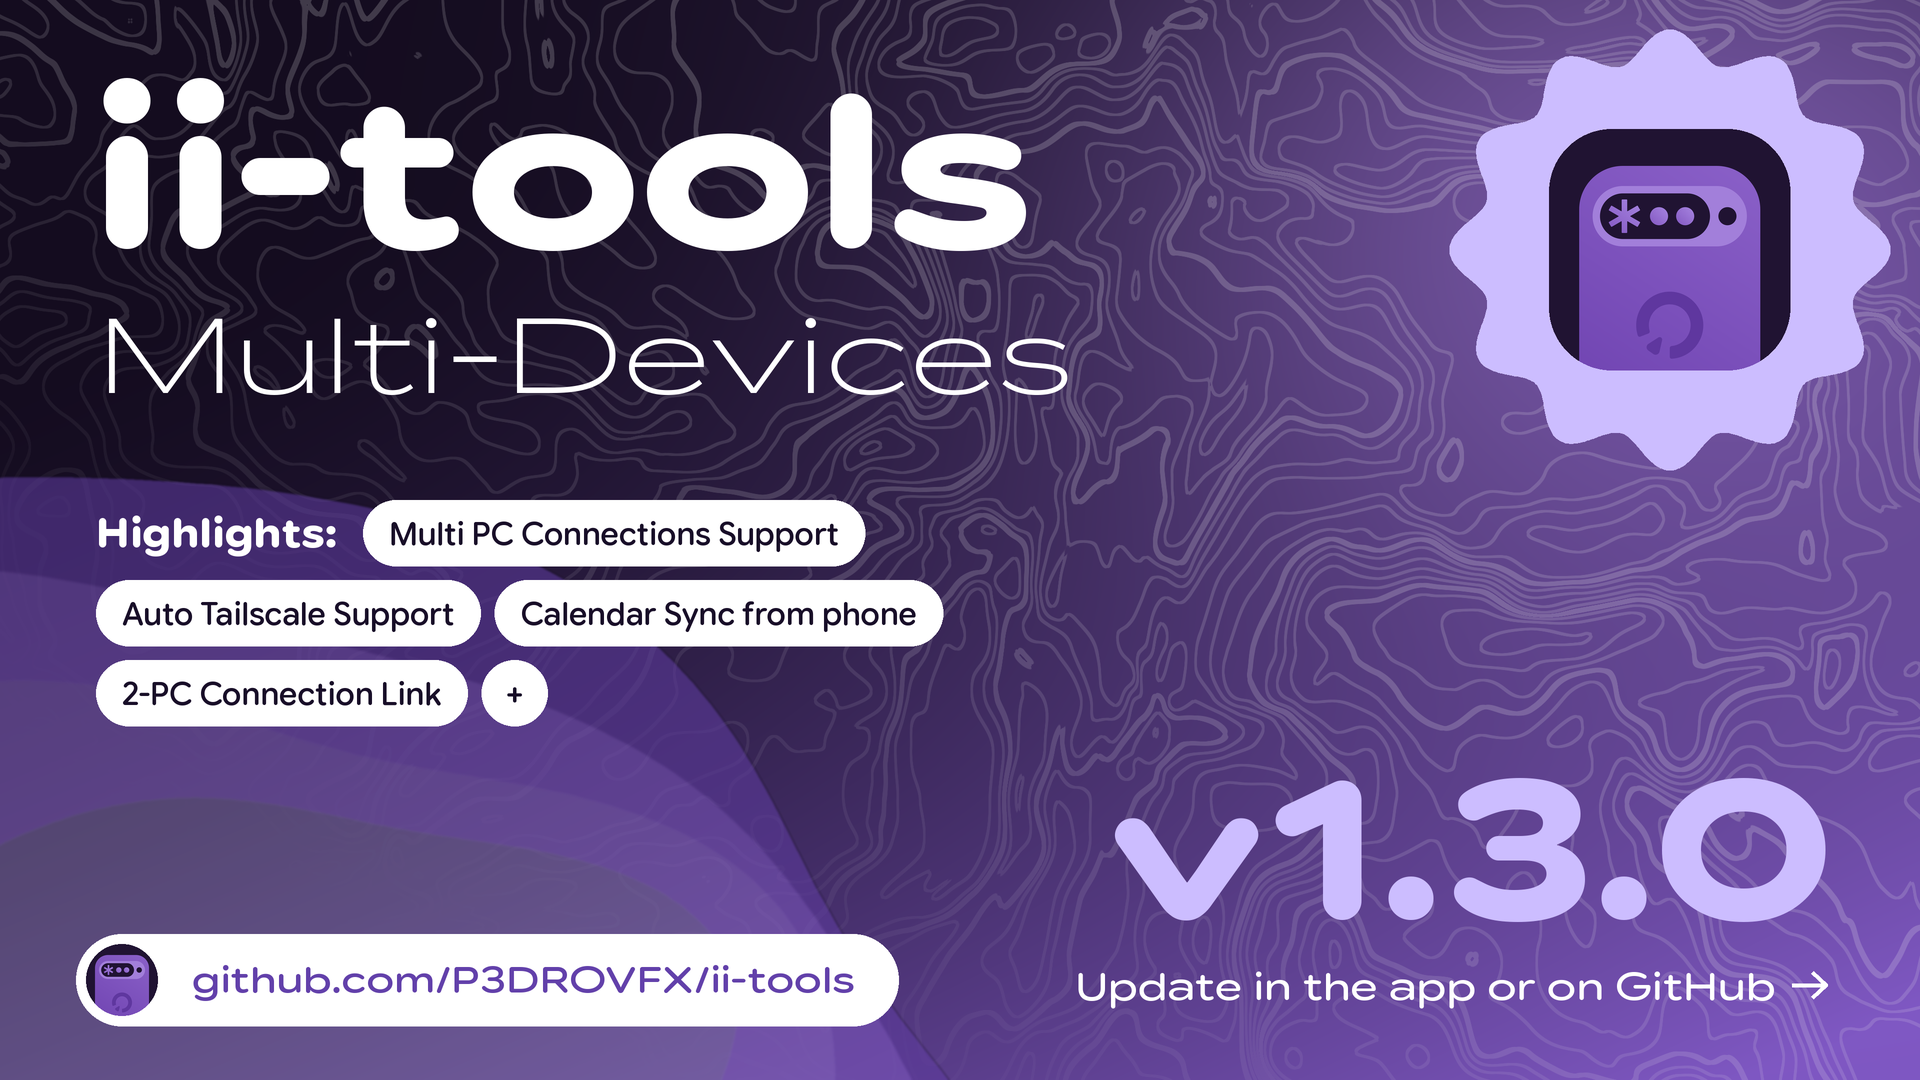 ii-tools
Multi-Devices
Highlights: Multi PC Connections Support
Auto Tailscale Support Calendar Sync from phone
2-PC Connection Link +
v1.3.0
github.com/P3DROVFX/ii-tools
Update in the app or on GitHub →